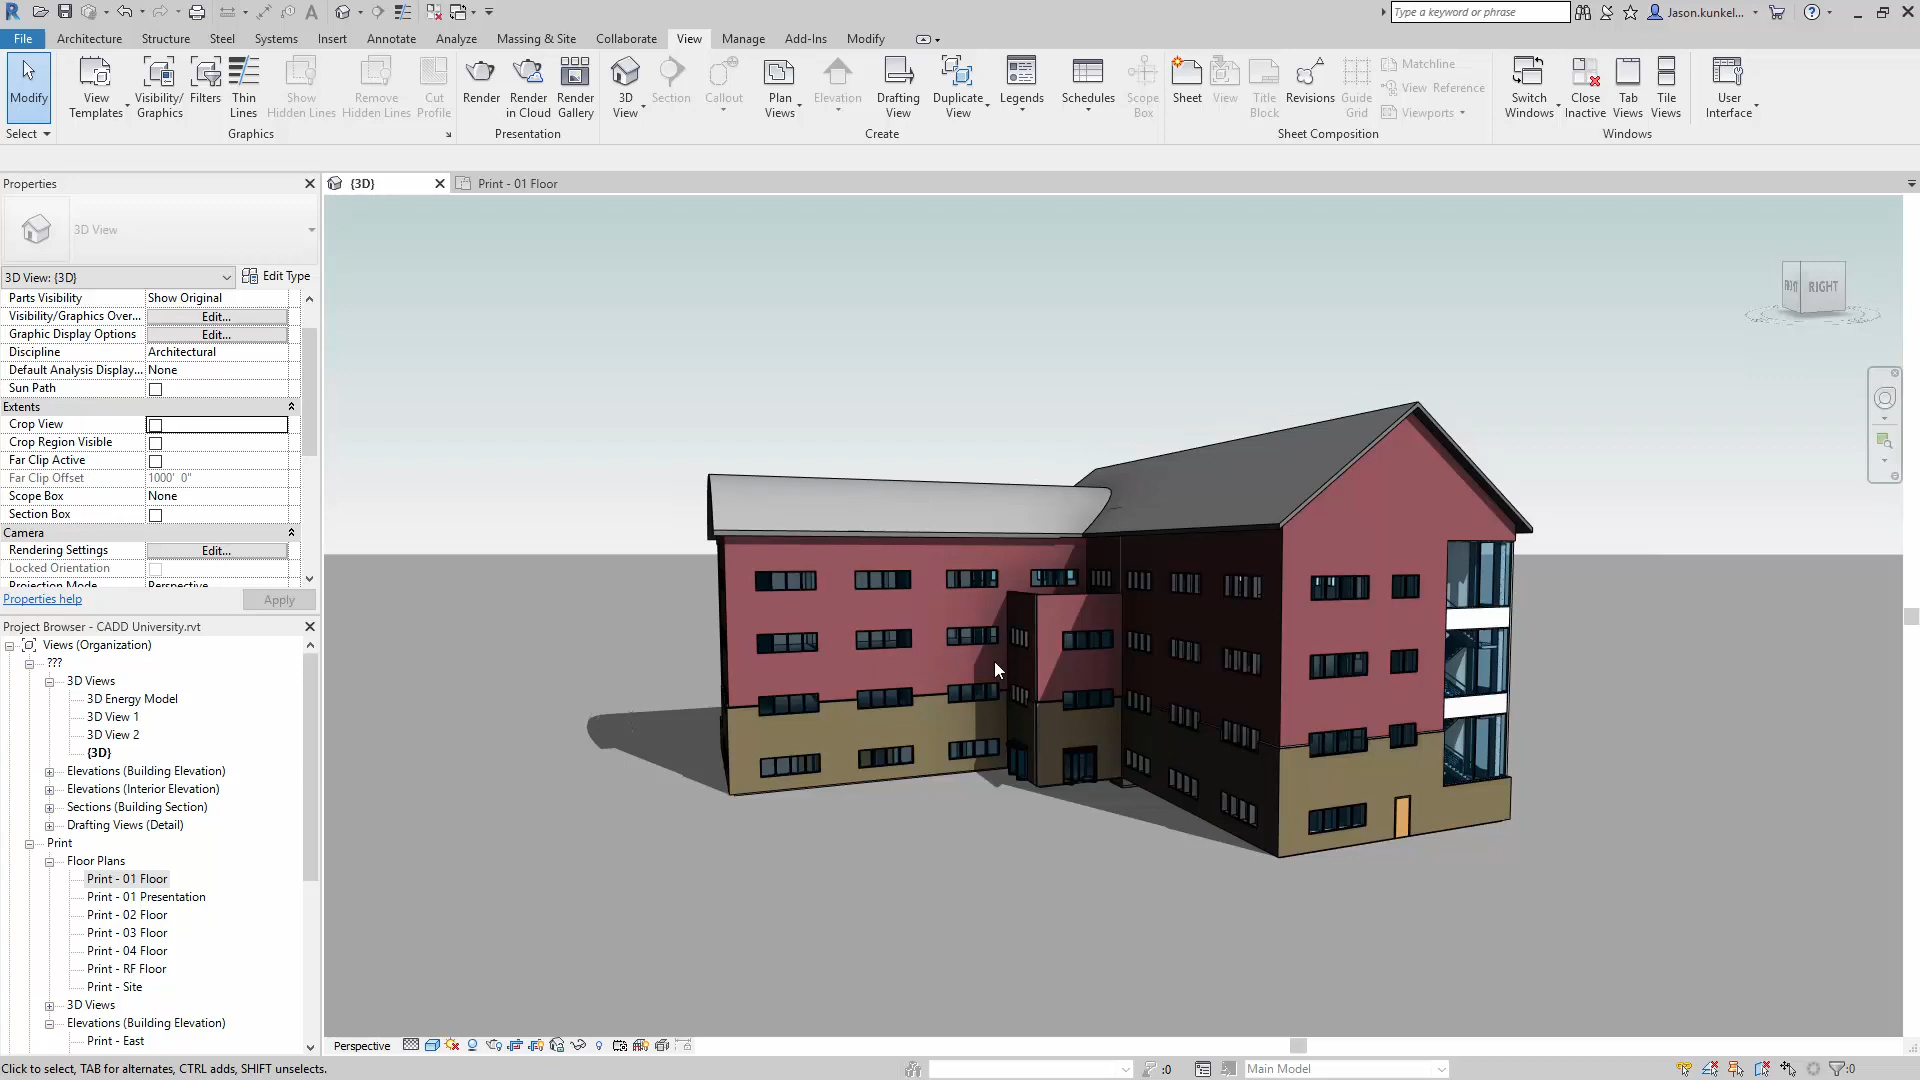 Type a keyword or phrase
Jason.kunkel...
File Architecture Structure Steel Systems Insert Annotate Analyze Massing & Site Collaborate View Manage Add-Ins Modify
Modify
View Templates
Visibility/ Graphics
Filters
Thin Lines
Show Hidden Lines
Remove Hidden Lines
Cut Profile
Render
Render in Cloud
Render Gallery
3D View
Section
Callout
Plan Views
Elevation
Drafting View
Duplicate View
Legends
Schedules
Scope Box
Sheet
View
Title Block
Revisions
Guide Grid
Matchline
View Reference
Viewports
Switch Windows
Close Inactive
Tab Views
Tile Views
User Interface
Select Graphics Presentation Create Sheet Composition Windows
Properties
{3D}
Print - 01 Floor
3D View
3D View: {3D}
Edit Type
Parts Visibility Show Original
Visibility/Graphics Over... Edit...
Graphic Display Options Edit...
Discipline Architectural
Default Analysis Display... None
Sun Path
Extents
Crop View
Crop Region Visible
Far Clip Active
Far Clip Offset 1000' 0"
Scope Box None
Section Box
Camera
Rendering Settings Edit...
Locked Orientation
Projection Mode Perspective
Properties help
Apply
Project Browser - CADD University.rvt
Views (Organization)
???
3D Views
3D Energy Model
3D View 1
3D View 2
{3D}
Elevations (Building Elevation)
Elevations (Interior Elevation)
Sections (Building Section)
Drafting Views (Detail)
Print
Floor Plans
Print - 01 Floor
Print - 01 Presentation
Print - 02 Floor
Print - 03 Floor
Print - 04 Floor
Print - RF Floor
Print - Site
3D Views
Elevations (Building Elevation)
Print - East
FRONT RIGHT
Perspective
Click to select, TAB for alternates, CTRL adds, SHIFT unselects.
:0
Main Model
:0